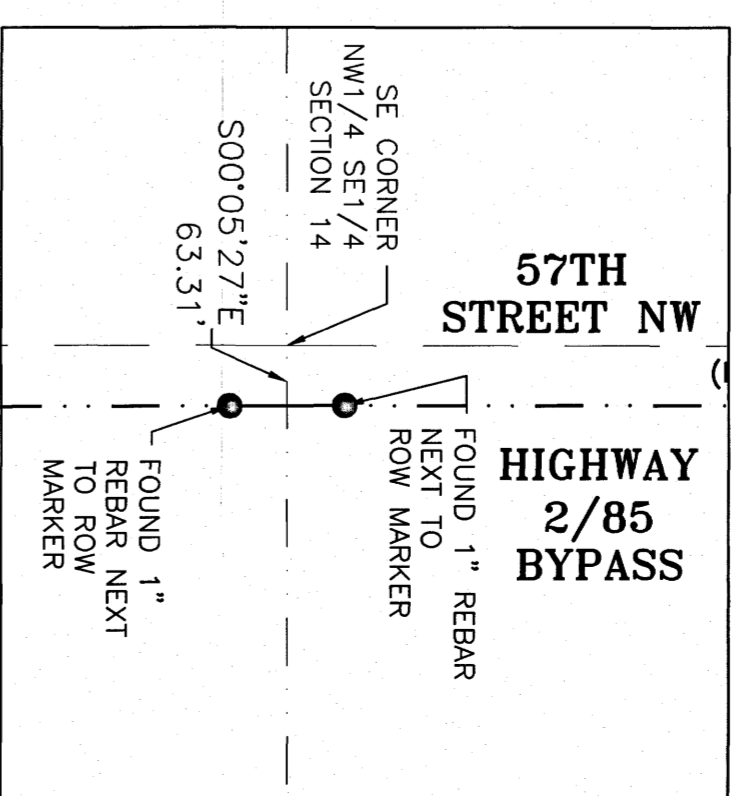 SE CORNER
NW1/4 SE1/4
SECTION 14
S00°05'27"E
63.31'
57TH
STREET NW
HIGHWAY
2/85
BYPASS
FOUND 1" REBAR
NEXT TO
ROW MARKER
FOUND 1"
REBAR NEXT
TO ROW
MARKER